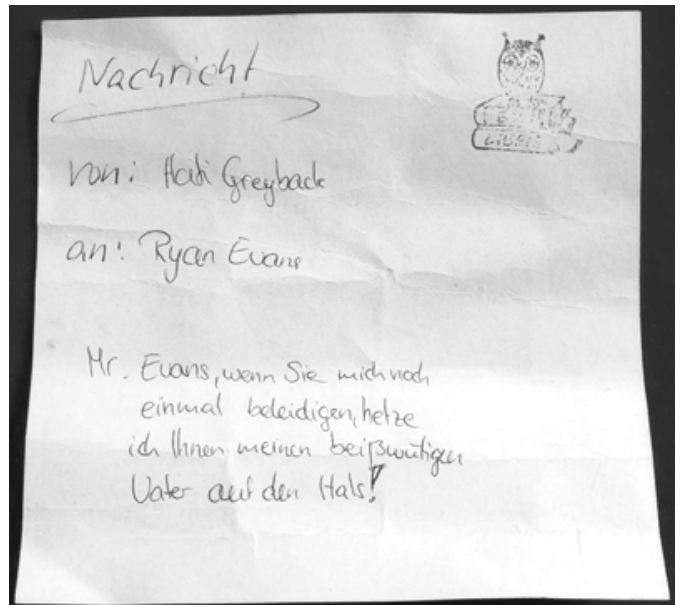 Nachricht
von: Hati Greyback
an: Ryan Evans
Mr. Evans, wenn Sie mich noch
einmal beleidigen, hetze
ich Ihnen meinen beißwütigen
Vater auf den Hals!
LIBRIS